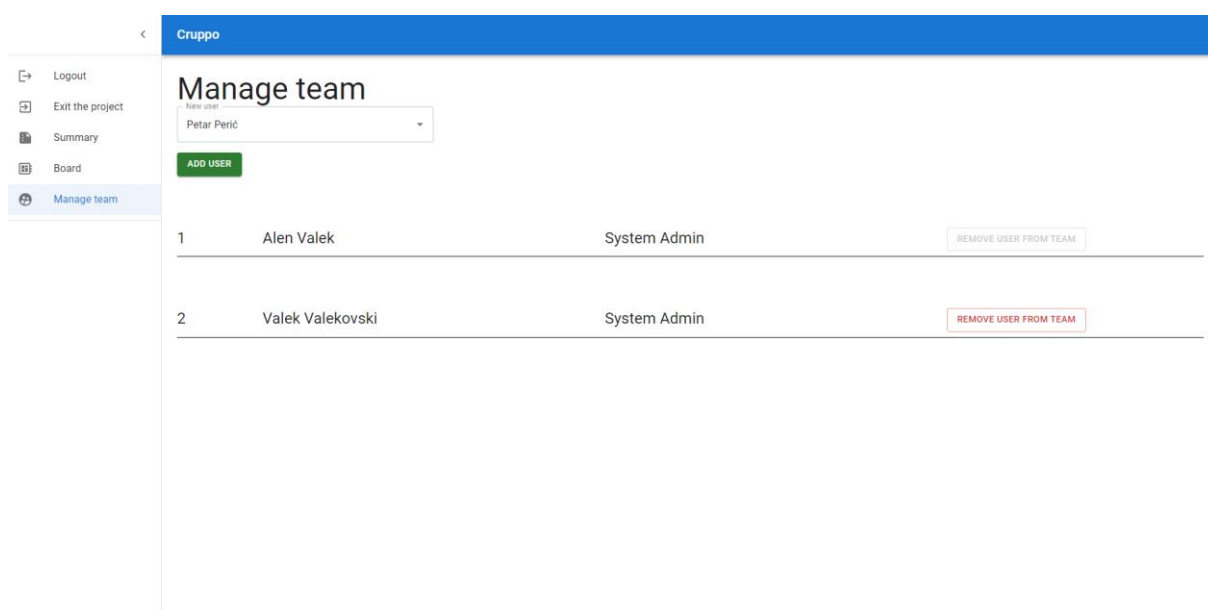 Cruppo
Logout
Exit the project
Summary
Board
Manage team
Manage team
New user
Petar Perić
ADD USER
1 Alen Valek System Admin REMOVE USER FROM TEAM
2 Valek Valekovski System Admin REMOVE USER FROM TEAM